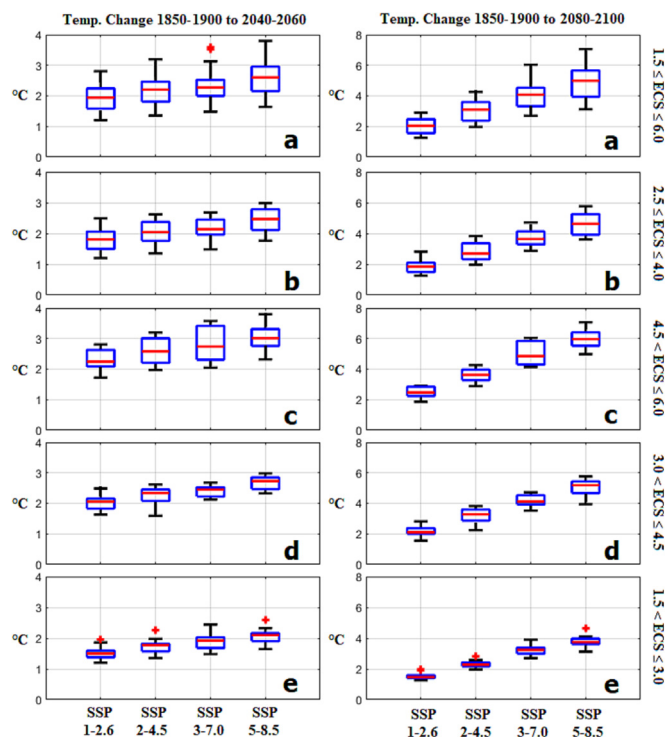 Temp. Change 1850-1900 to 2040-2060
Temp. Change 1850-1900 to 2080-2100
4
3
2
1
0
°C
a
8
6
4
2
0
°C
a
1.5 ≤ ECS ≤ 6.0
4
3
2
1
0
°C
b
8
6
4
2
0
°C
b
2.5 ≤ ECS ≤ 4.0
4
3
2
1
0
°C
c
8
6
4
2
0
°C
c
4.5 < ECS ≤ 6.0
4
3
2
1
0
°C
d
8
6
4
2
0
°C
d
3.0 < ECS ≤ 4.5
4
3
2
1
0
°C
e
8
6
4
2
0
°C
e
1.5 < ECS ≤ 3.0
SSP SSP SSP SSP
1-2.6 2-4.5 3-7.0 5-8.5
SSP SSP SSP SSP
1-2.6 2-4.5 3-7.0 5-8.5